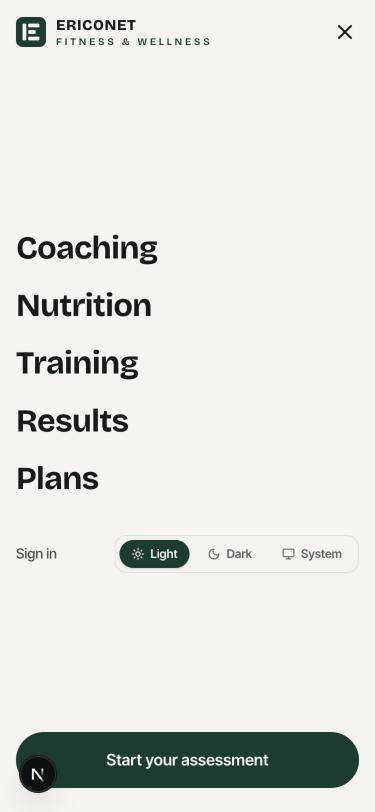 ERICONET
FITNESS & WELLNESS
Coaching
Nutrition
Training
Results
Plans
Sign in
Light
Dark
System
Start your assessment
N